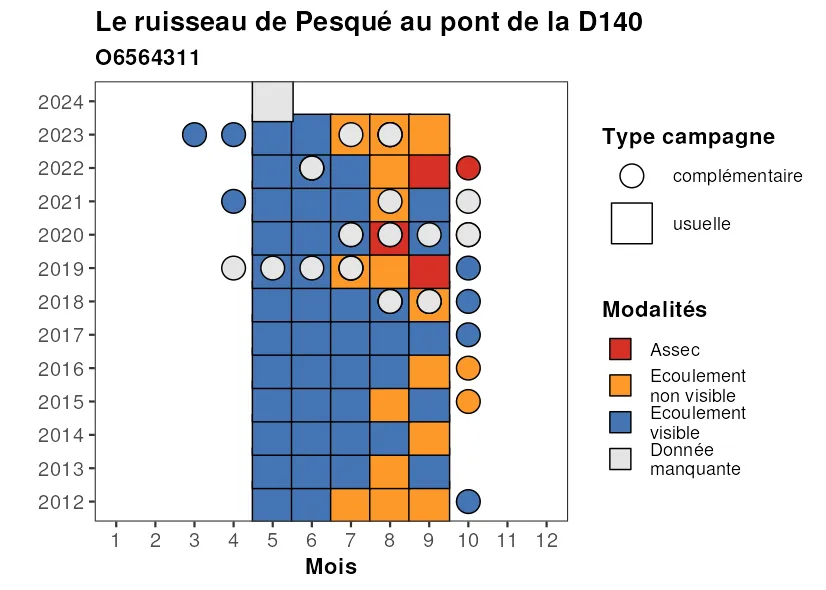 Le ruisseau de Pesqué au pont de la D140
O6564311
2024
2023
2022
2021
2020
2019
2018
2017
2016
2015
2014
2013
2012
1 2 3 4 5 6 7 8 9 10 11 12
Mois
Type campagne
complémentaire
usuelle
Modalités
Assec
Ecoulement
non visible
Ecoulement
visible
Donnée
manquante